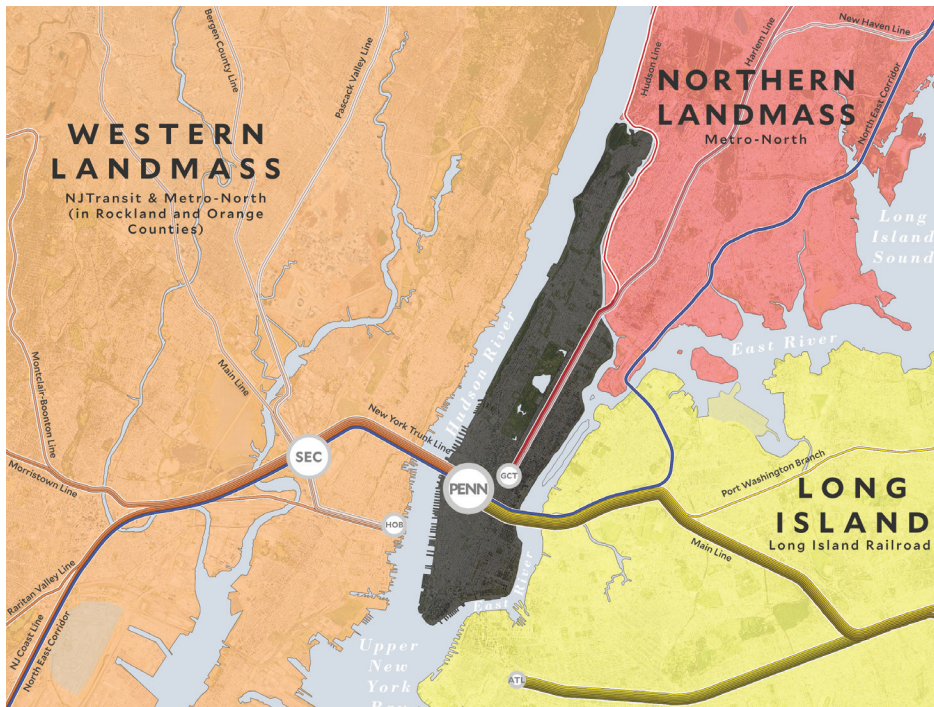 WESTERN
LANDMASS
NJTransit & Metro-North
(in Rockland and Orange
Counties)
Bergen County Line
Pascack Valley Line
Main Line
Montclair-Boonton Line
Morristown Line
Raritan Valley Line
NJ Coast Line
North East Corridor
New York Trunk Line
SEC
HOB
PENN
GCT
Hudson River
Hudson Line
Harlem Line
New Haven Line
North East Corridor
NORTHERN
LANDMASS
Metro-North
Long
Island
Sound
East River
Port Washington Branch
LONG
ISLAND
Long Island Railroad
Main Line
East River
Upper
New
York
Bay
ATL